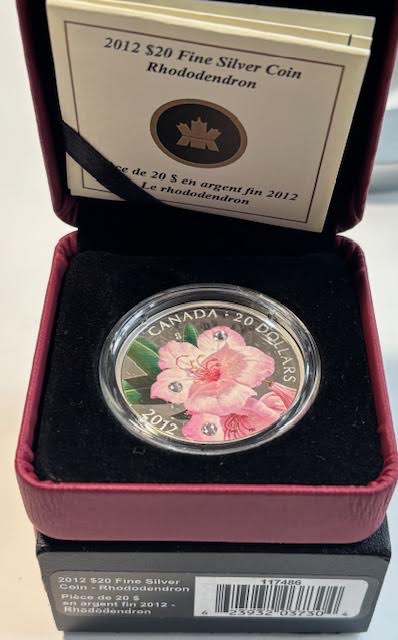 2012 $20 Fine Silver Coin
Rhododendron
de 20 $ en argent fin 2012
Le rhododendron
CANADA · 20 DOLLARS
2012
2012 $20 Fine Silver
Coin - Rhododendron
Pièce de 20 $
en argent fin 2012 -
Rhododendron
117486
6 23932 03730 4